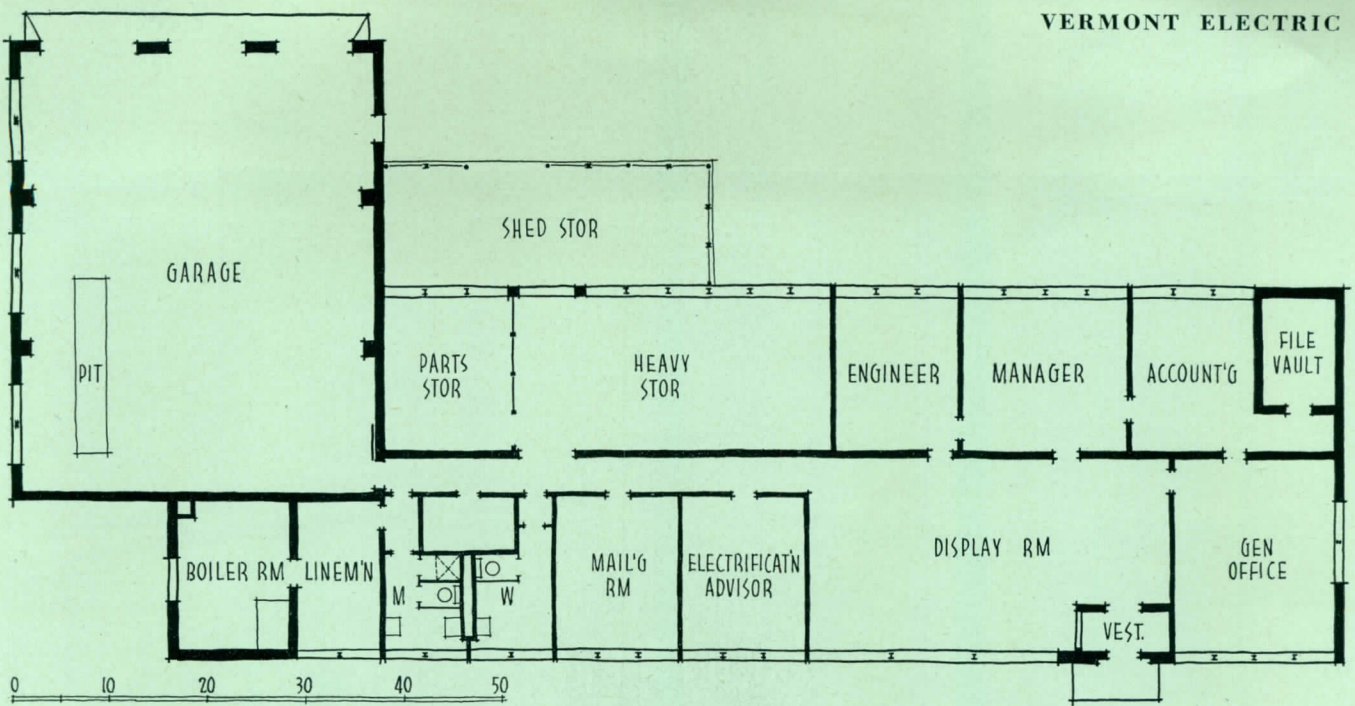 VERMONT ELECTRIC
SHED STOR
GARAGE
PIT
PARTS
STOR
HEAVY
STOR
ENGINEER
MANAGER
ACCOUNT'G
FILE
VAULT
BOILER RM
LINEM'N
M
W
MAIL'G
RM
ELECTRIFICAT'N
ADVISOR
DISPLAY RM
GEN
OFFICE
VEST.
0 10 20 30 40 50